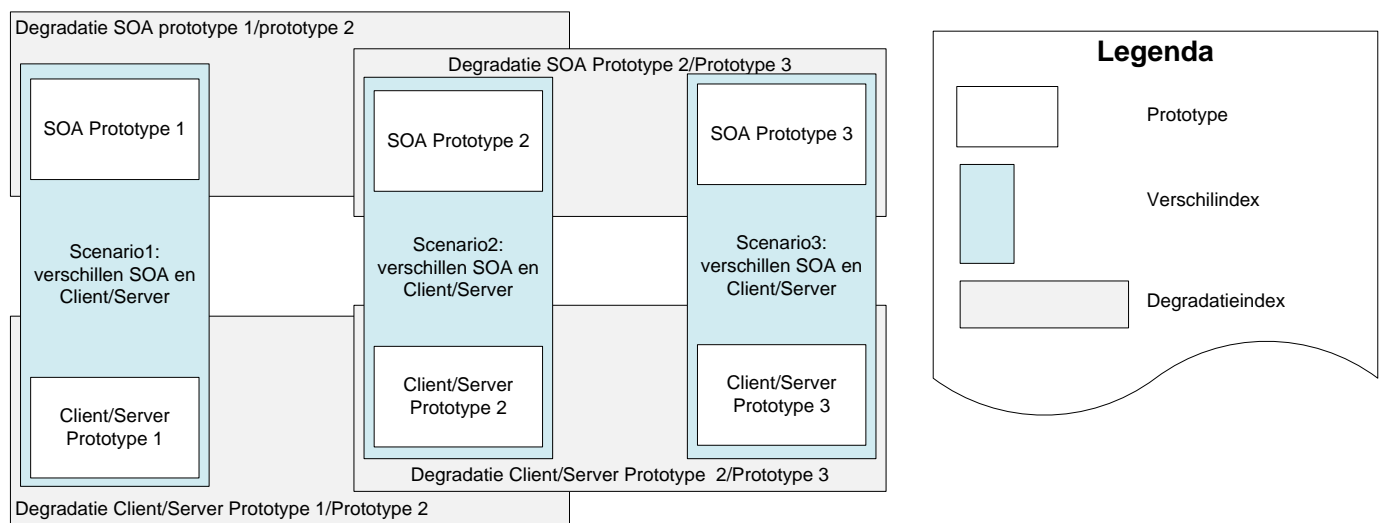 Degradatie SOA prototype 1/prototype 2
Degradatie SOA Prototype 2/Prototype 3
SOA Prototype 1
SOA Prototype 2
SOA Prototype 3
Scenario1:
verschillen SOA en
Client/Server
Scenario2:
verschillen SOA en
Client/Server
Scenario3:
verschillen SOA en
Client/Server
Client/Server
Prototype 1
Client/Server
Prototype 2
Client/Server
Prototype 3
Degradatie Client/Server Prototype 2/Prototype 3
Degradatie Client/Server Prototype 1/Prototype 2
Legenda
Prototype
Verschilindex
Degradatieindex